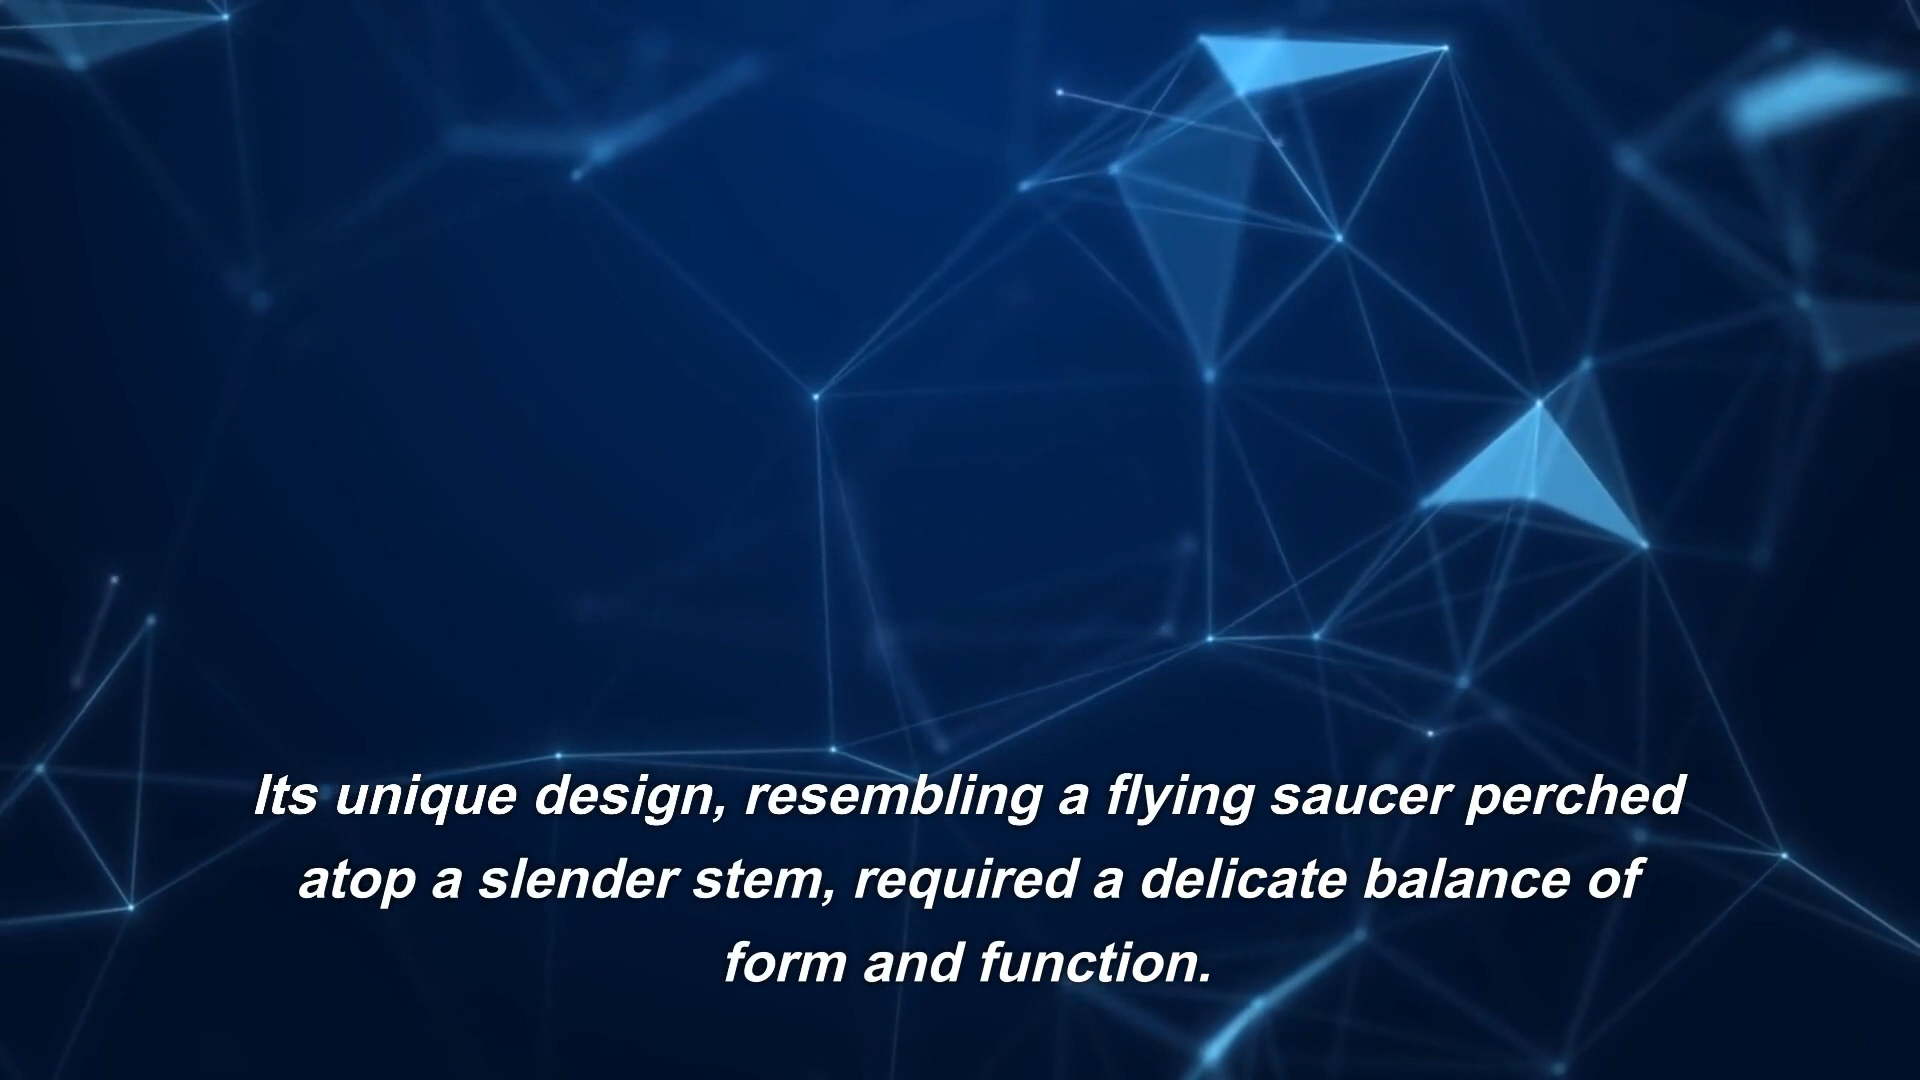 Its unique design, resembling a flying saucer perched
atop a slender stem, required a delicate balance of
form and function.